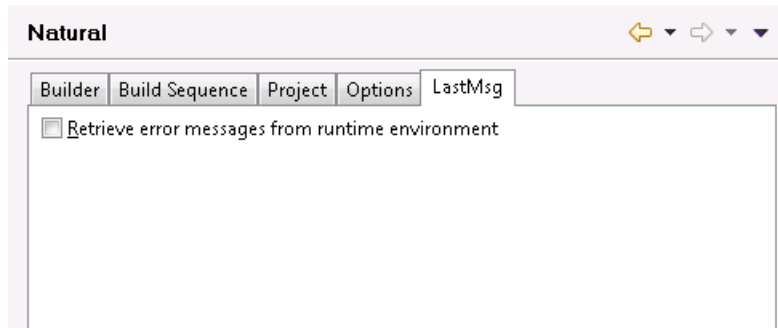 Natural
Builder Build Sequence Project Options LastMsg
Retrieve error messages from runtime environment